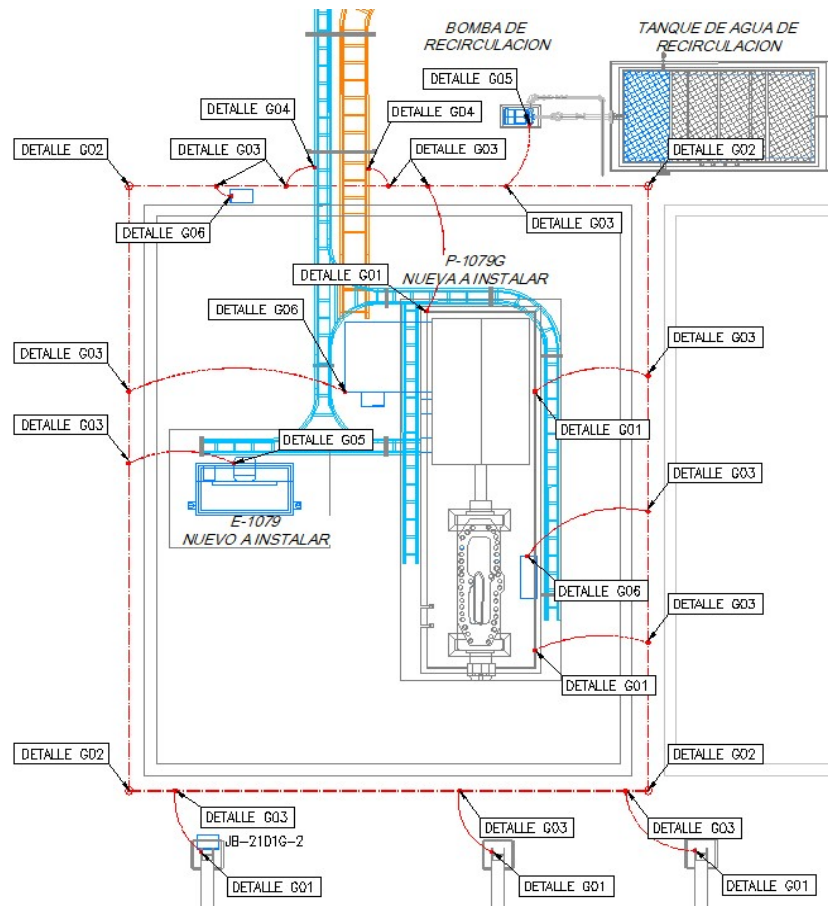 BOMBA DE
RECIRCULACION
TANQUE DE AGUA DE
RECIRCULACION
DETALLE G05
DETALLE G04
DETALLE G04
DETALLE G02
DETALLE G03
DETALLE G03
DETALLE G02
DETALLE G06
DETALLE G03
P-1079G
NUEVA A INSTALAR
DETALLE G01
DETALLE G06
DETALLE G03
DETALLE G03
DETALLE G01
DETALLE G03
DETALLE G05
DETALLE G03
E-1079
NUEVO A INSTALAR
DETALLE G06
DETALLE G03
DETALLE G01
DETALLE G02
DETALLE G02
DETALLE G03
DETALLE G03
DETALLE G03
JB-21D1G-2
DETALLE G01
DETALLE G01
DETALLE G01